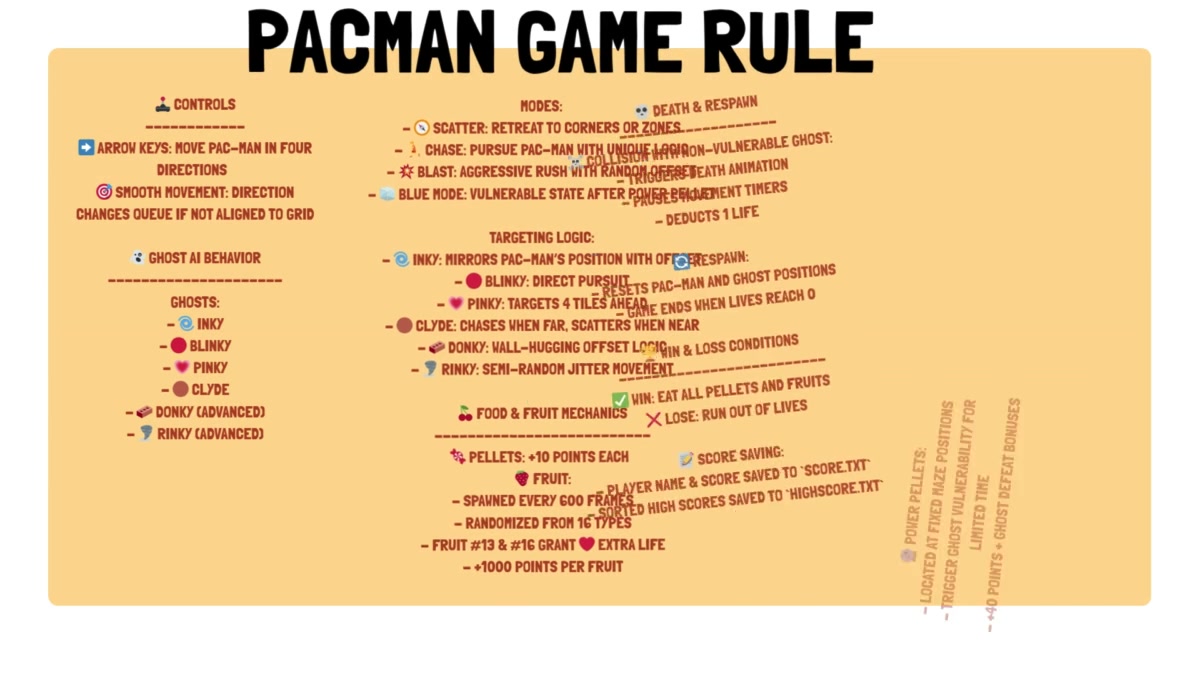 PACMAN GAME RULE
🕹️ CONTROLS
------------
➡️ ARROW KEYS: MOVE PAC-MAN IN FOUR
DIRECTIONS
🎯 SMOOTH MOVEMENT: DIRECTION
CHANGES QUEUE IF NOT ALIGNED TO GRID
👻 GHOST AI BEHAVIOR
---------------------
GHOSTS:
- 🌀 INKY
- 🔴 BLINKY
- 💗 PINKY
- 🟤 CLYDE
- 🍫 DONKY (ADVANCED)
- 🌪️ RINKY (ADVANCED)
MODES:
- 🧭 SCATTER: RETREAT TO CORNERS OR ZONES
- 🏃 CHASE: PURSUE PAC-MAN WITH UNIQUE LOGIC
- 💥 BLAST: AGGRESSIVE RUSH WITH RANDOM OFFSET
- 🧊 BLUE MODE: VULNERABLE STATE AFTER POWER PELLET
TARGETING LOGIC:
- 🌀 INKY: MIRRORS PAC-MAN'S POSITION WITH OFFSET
- 🔴 BLINKY: DIRECT PURSUIT
- 💗 PINKY: TARGETS 4 TILES AHEAD
- 🟤 CLYDE: CHASES WHEN FAR, SCATTERS WHEN NEAR
- 🍫 DONKY: WALL-HUGGING OFFSET LOGIC
- 🌪️ RINKY: SEMI-RANDOM JITTER MOVEMENT
🍒 FOOD & FRUIT MECHANICS
--------------------------
🍬 PELLETS: +10 POINTS EACH
🍓 FRUIT:
- SPAWNED EVERY 600 FRAMES
- RANDOMIZED FROM 16 TYPES
- FRUIT #13 & #16 GRANT ❤️ EXTRA LIFE
- +1000 POINTS PER FRUIT
💀 DEATH & RESPAWN
-------------------
☠️ COLLISION WITH NON-VULNERABLE GHOST:
- TRIGGERS DEATH ANIMATION
- PAUSES MOVEMENT TIMERS
- DEDUCTS 1 LIFE
🔄 RESPAWN:
- RESETS PAC-MAN AND GHOST POSITIONS
- GAME ENDS WHEN LIVES REACH 0
🏆 WIN & LOSS CONDITIONS
-------------------------
✅ WIN: EAT ALL PELLETS AND FRUITS
❌ LOSE: RUN OUT OF LIVES
📝 SCORE SAVING:
- PLAYER NAME & SCORE SAVED TO `SCORE.TXT`
- SORTED HIGH SCORES SAVED TO `HIGHSCORE.TXT`
🔮 POWER PELLETS:
- LOCATED AT FIXED MAZE POSITIONS
- TRIGGER GHOST VULNERABILITY FOR
LIMITED TIME
- +40 POINTS + GHOST DEFEAT BONUSES